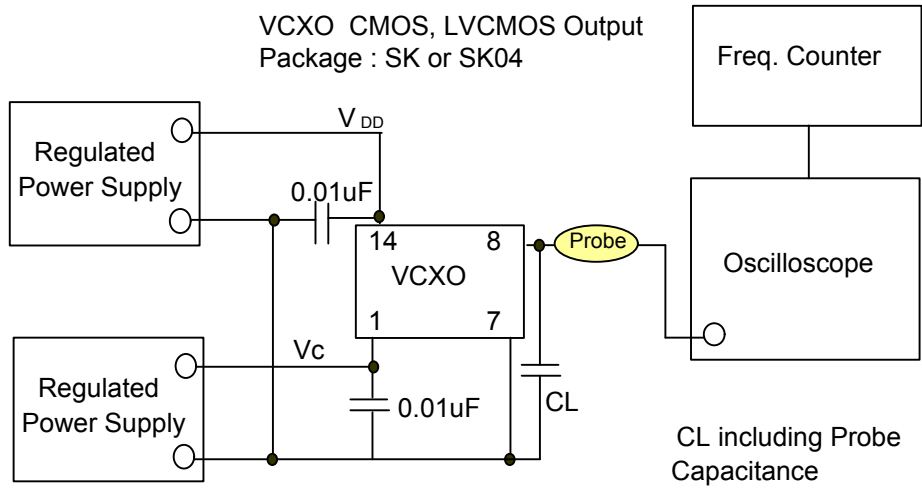 VCXO CMOS, LVCMOS Output
Package : SK or SK04
Freq. Counter
Regulated
Power Supply
V DD
0.01uF
14
8
Probe
VCXO
Oscilloscope
1
7
Vc
Regulated
Power Supply
0.01uF
CL
CL including Probe
Capacitance